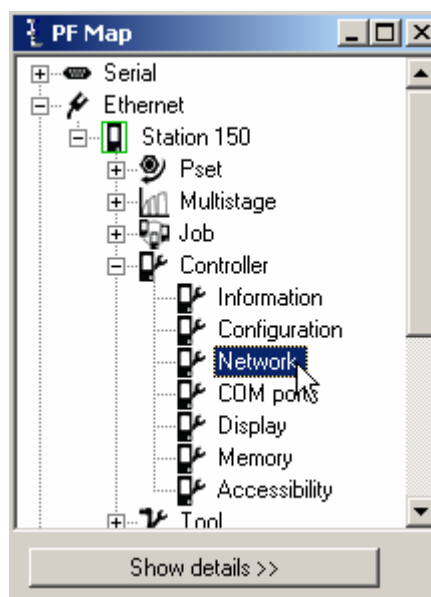 PF Map
Serial
Ethernet
Station 150
Pset
Multistage
Job
Controller
Information
Configuration
Network
COM ports
Display
Memory
Accessibility
Tool
Show details >>